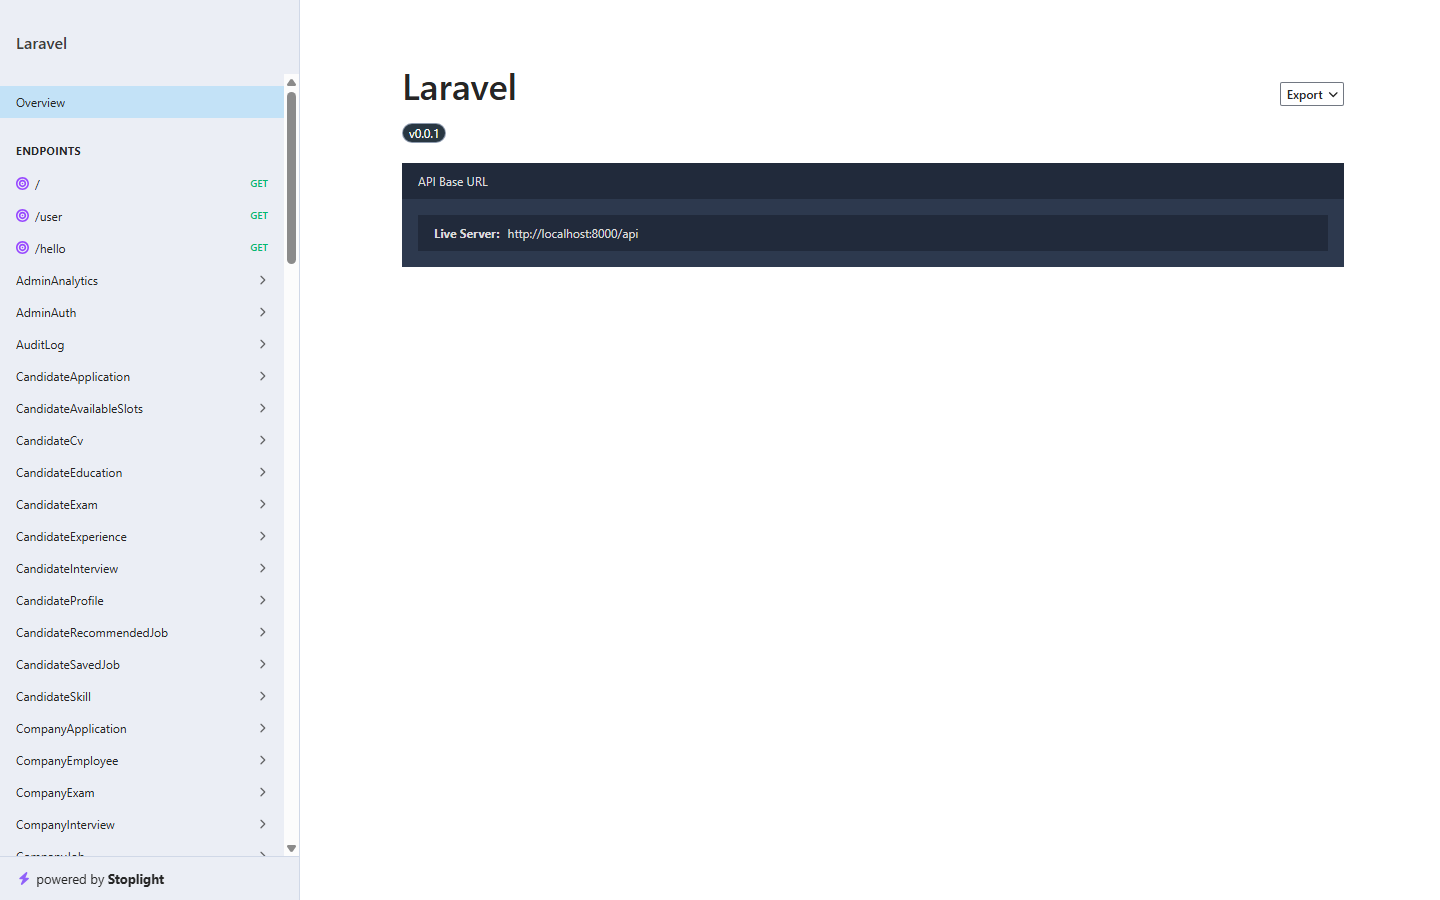 Laravel
Overview
ENDPOINTS
/ GET
/user GET
/hello GET
AdminAnalytics
AdminAuth
AuditLog
CandidateApplication
CandidateAvailableSlots
CandidateCv
CandidateEducation
CandidateExam
CandidateExperience
CandidateInterview
CandidateProfile
CandidateRecommendedJob
CandidateSavedJob
CandidateSkill
CompanyApplication
CompanyEmployee
CompanyExam
CompanyInterview
CompanyJob
powered by Stoplight
Laravel
Export
v0.0.1
API Base URL
Live Server: http://localhost:8000/api